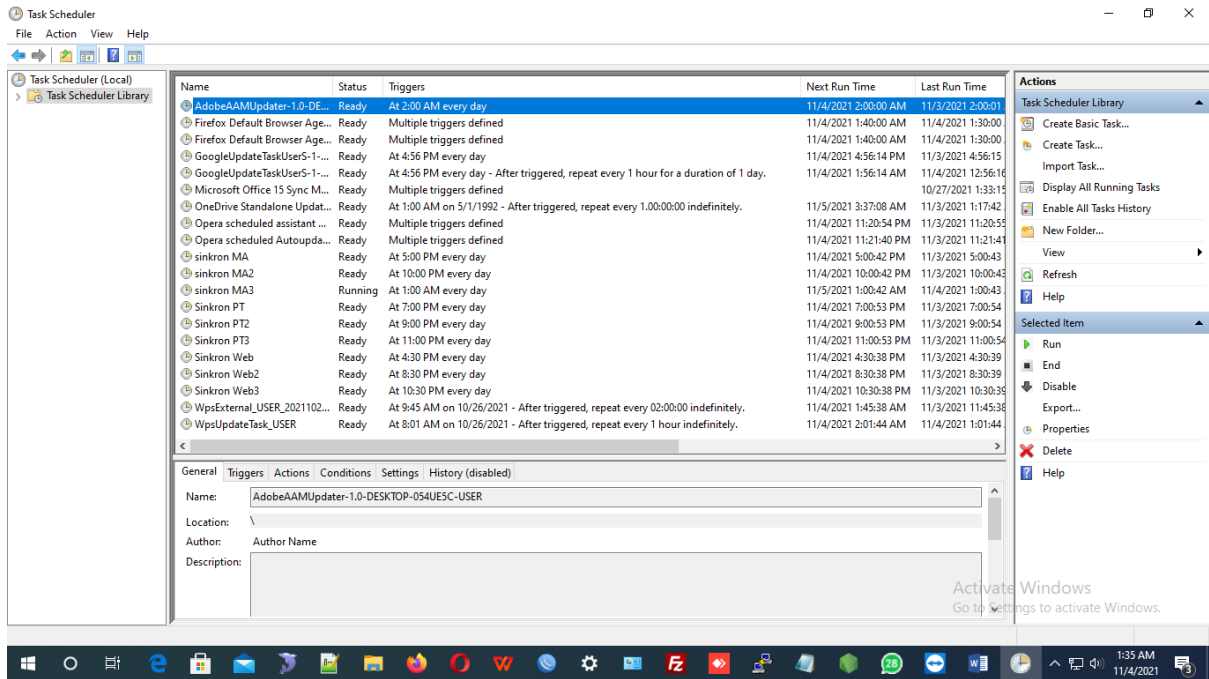 Task Scheduler
File Action View Help
Task Scheduler (Local)
Task Scheduler Library
Name Status Triggers Next Run Time Last Run Time
AdobeAAMUpdater-1.0-DE... Ready At 2:00 AM every day 11/4/2021 2:00:00 AM 11/3/2021 2:00:01
Firefox Default Browser Age... Ready Multiple triggers defined 11/4/2021 1:40:00 AM 11/4/2021 1:30:00
Firefox Default Browser Age... Ready Multiple triggers defined 11/4/2021 1:40:00 AM 11/4/2021 1:30:00
GoogleUpdateTaskUserS-1-... Ready At 4:56 PM every day 11/4/2021 4:56:14 PM 11/3/2021 4:56:15
GoogleUpdateTaskUserS-1-... Ready At 4:56 PM every day - After triggered, repeat every 1 hour for a duration of 1 day. 11/4/2021 1:56:14 AM 11/4/2021 12:56:16
Microsoft Office 15 Sync M... Ready Multiple triggers defined 10/27/2021 1:33:15
OneDrive Standalone Updat... Ready At 1:00 AM on 5/1/1992 - After triggered, repeat every 1.00:00:00 indefinitely. 11/5/2021 3:37:08 AM 11/3/2021 1:17:42
Opera scheduled assistant ... Ready Multiple triggers defined 11/4/2021 11:20:54 PM 11/3/2021 11:20:55
Opera scheduled Autoupda... Ready Multiple triggers defined 11/4/2021 11:21:40 PM 11/3/2021 11:21:41
sinkron MA Ready At 5:00 PM every day 11/4/2021 5:00:42 PM 11/3/2021 5:00:43
sinkron MA2 Ready At 10:00 PM every day 11/4/2021 10:00:42 PM 11/3/2021 10:00:43
sinkron MA3 Running At 1:00 AM every day 11/5/2021 1:00:42 AM 11/4/2021 1:00:43
Sinkron PT Ready At 7:00 PM every day 11/4/2021 7:00:53 PM 11/3/2021 7:00:54
Sinkron PT2 Ready At 9:00 PM every day 11/4/2021 9:00:53 PM 11/3/2021 9:00:54
Sinkron PT3 Ready At 11:00 PM every day 11/4/2021 11:00:53 PM 11/3/2021 11:00:54
Sinkron Web Ready At 4:30 PM every day 11/4/2021 4:30:38 PM 11/3/2021 4:30:39
Sinkron Web2 Ready At 8:30 PM every day 11/4/2021 8:30:38 PM 11/3/2021 8:30:39
Sinkron Web3 Ready At 10:30 PM every day 11/4/2021 10:30:38 PM 11/3/2021 10:30:39
WpsExternal_USER_2021102... Ready At 9:45 AM on 10/26/2021 - After triggered, repeat every 02:00:00 indefinitely. 11/4/2021 1:45:38 AM 11/3/2021 11:45:38
WpsUpdateTask_USER Ready At 8:01 AM on 10/26/2021 - After triggered, repeat every 1 hour indefinitely. 11/4/2021 2:01:44 AM 11/4/2021 1:01:44
General Triggers Actions Conditions Settings History (disabled)
Name: AdobeAAMUpdater-1.0-DESKTOP-054UE5C-USER
Location: \
Author: Author Name
Description:
Actions
Task Scheduler Library
Create Basic Task...
Create Task...
Import Task...
Display All Running Tasks
Enable All Tasks History
New Folder...
View
Refresh
Help
Selected Item
Run
End
Disable
Export...
Properties
Delete
Help
Activate Windows
Go to Settings to activate Windows.
28
1:35 AM
11/4/2021
3